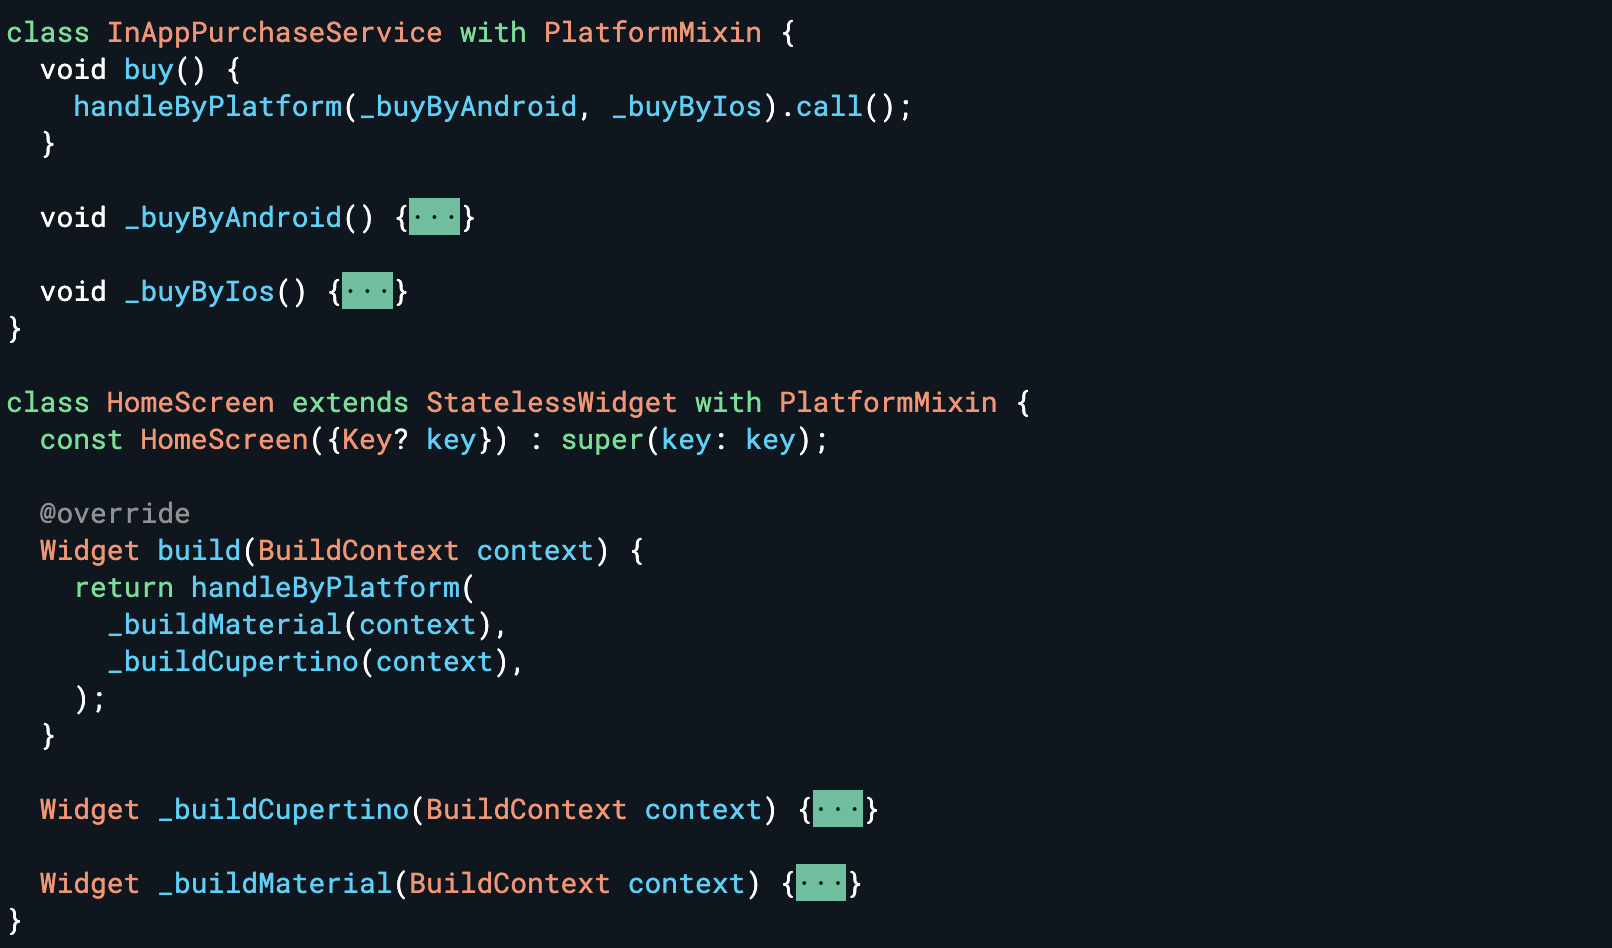 class InAppPurchaseService with PlatformMixin {
  void buy() {
    handleByPlatform(_buyByAndroid, _buyByIos).call();
  }

  void _buyByAndroid() {···}

  void _buyByIos() {···}
}

class HomeScreen extends StatelessWidget with PlatformMixin {
  const HomeScreen({Key? key}) : super(key: key);

  @override
  Widget build(BuildContext context) {
    return handleByPlatform(
      _buildMaterial(context),
      _buildCupertino(context),
    );
  }

  Widget _buildCupertino(BuildContext context) {···}

  Widget _buildMaterial(BuildContext context) {···}
}